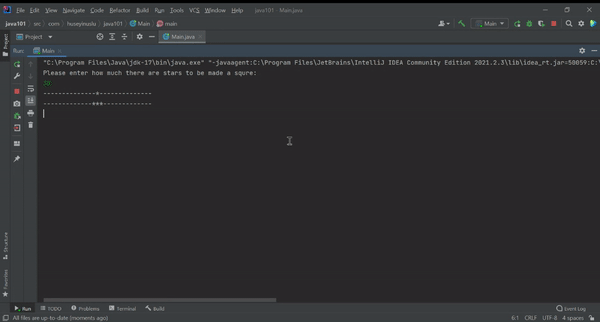 File Edit View Navigate Code Refactor Build Run Tools VCS Window Help java101 Main.java
java101 src com huseyinuslu java101 Main main Main
Project Main.java
Project
Run: Main
"C:\Program Files\Java\jdk-17\bin\java.exe" "-javaagent:C:\Program Files\JetBrains\IntelliJ IDEA Community Edition 2021.2.3\lib\idea_rt.jar=50059:C:\
Please enter how much there are stars to be made a squre:
--------------*--------------
-------------***-------------
Structure
Favorites
Run TODO Problems Terminal Build Event Log
All files are up-to-date (moments ago) 6:1 CRLF UTF-8 4 spaces